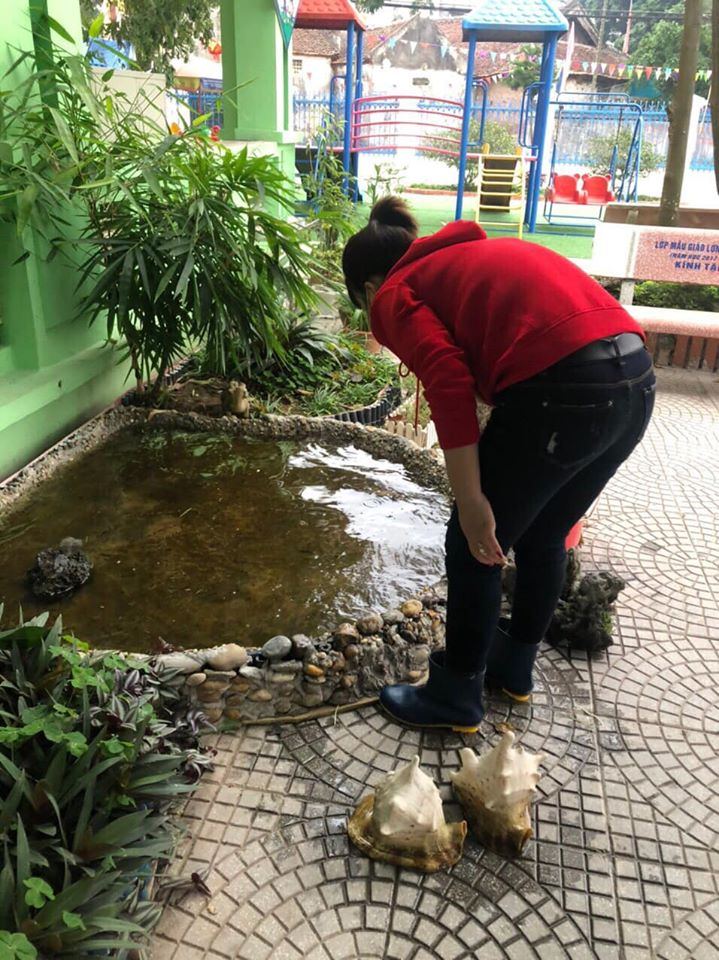 LỚP MẪU GIÁO LỚN
(NĂM HỌC 2017
KÍNH TẶ